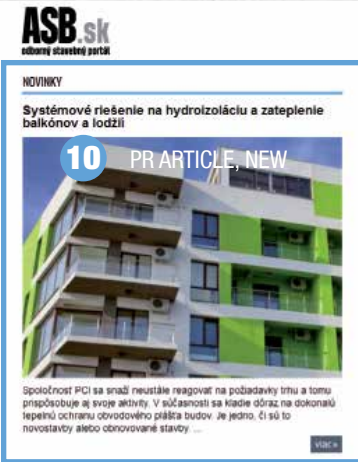 ASB.sk
odborný stavebný portál
NOVINKY
Systémové riešenie na hydroizoláciu a zateplenie
balkónov a lodžií
10 PR ARTICLE, NEW
Spoločnosť PCI sa snaží neustále reagovať na požiadavky trhu a tomu
prispôsobuje aj svoje aktivity. V súčasnosti sa kladie dôraz na dokonalú
tepelnú ochranu obvodového plášťa budov. Je jedno, či sú to
novostavby alebo obnovované stavby. ...
viac »